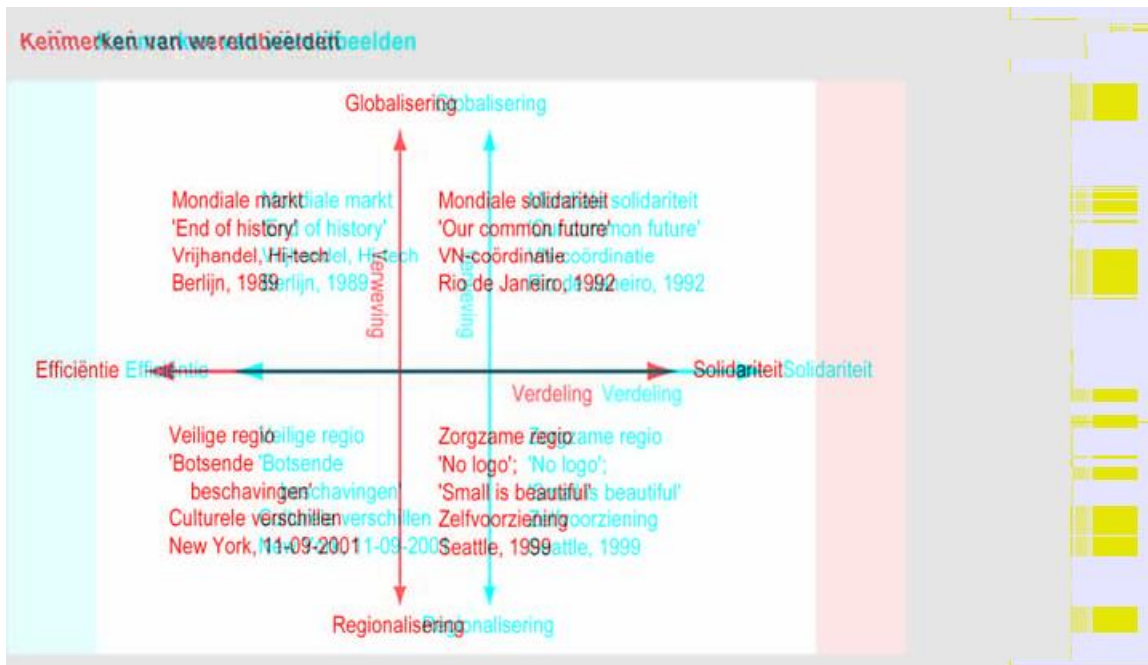 Kenmerken van wereldbeelden
Globalisering
Mondiale markt
'End of history'
Vrijhandel, Hi-tech
Berlijn, 1989
Mondiale solidariteit
'Our common future'
VN-coördinatie
Rio de Janeiro, 1992
Verweving
Efficiëntie
Solidariteit
Verdeling
Veilige regio
'Botsende
beschavingen'
Culturele verschillen
New York, 11-09-2001
Zorgzame regio
'No logo';
'Small is beautiful'
Zelfvoorziening
Seattle, 1999
Regionalisering